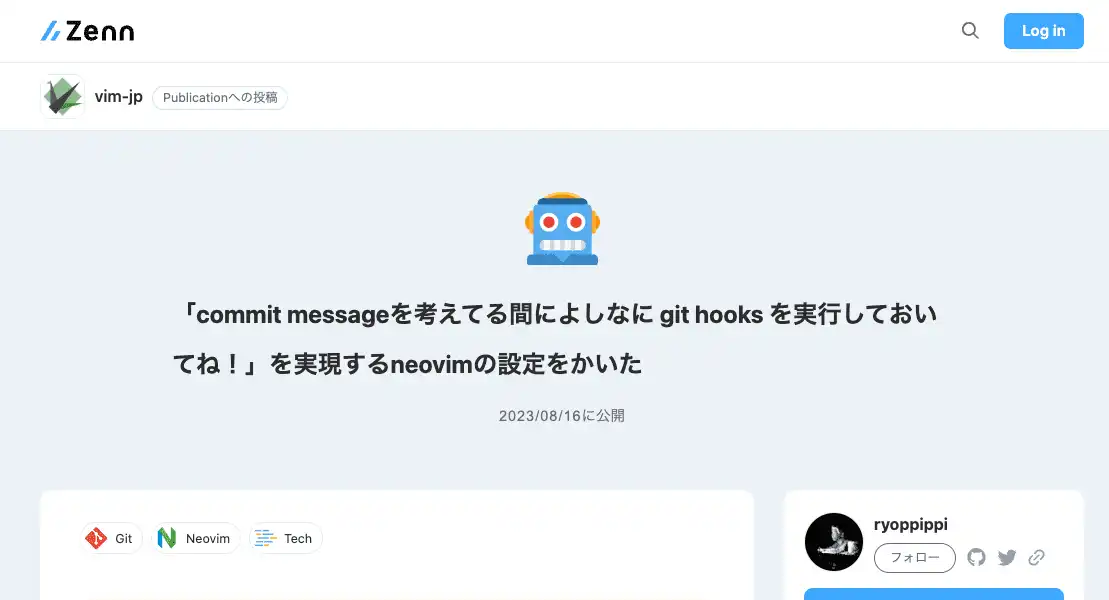 Zenn
Log in
vim-jp
Publicationへの投稿
「commit messageを考えてる間によしなに git hooks を実行しておい
てね！」を実現するneovimの設定をかいた
2023/08/16に公開
Git
Neovim
Tech
ryoppippi
フォロー